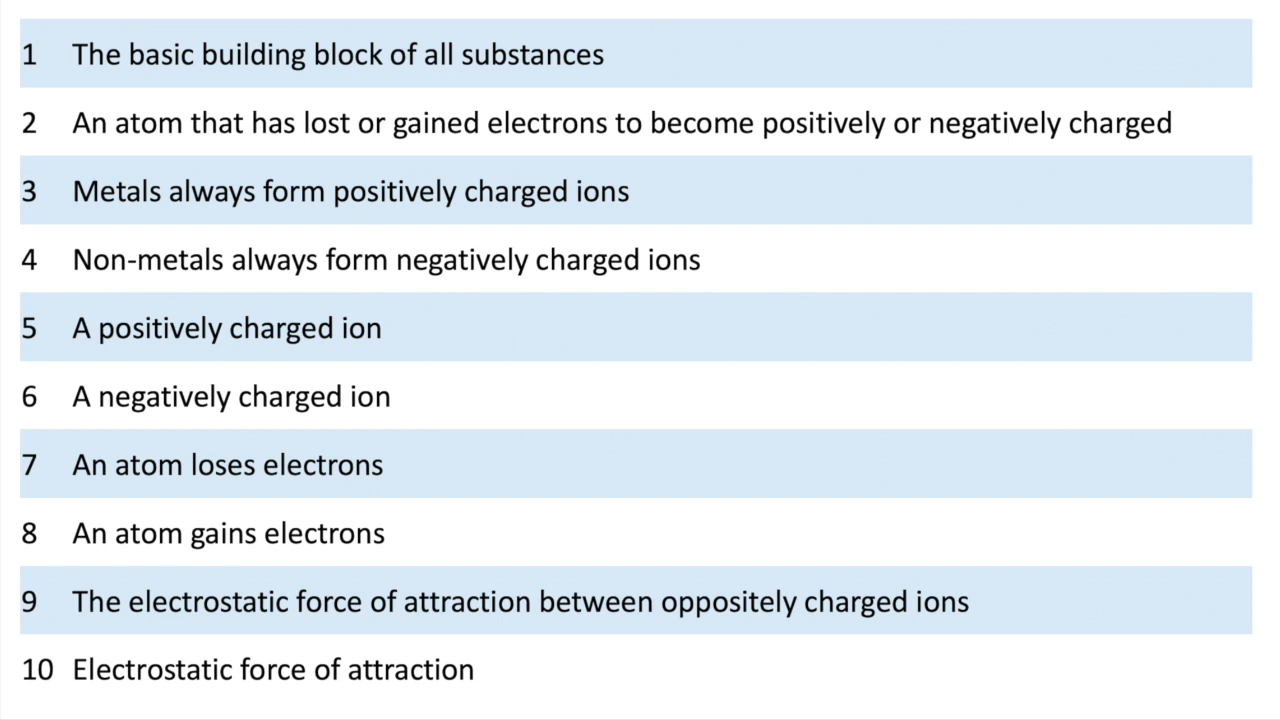 1 The basic building block of all substances
2 An atom that has lost or gained electrons to become positively or negatively charged
3 Metals always form positively charged ions
4 Non-metals always form negatively charged ions
5 A positively charged ion
6 A negatively charged ion
7 An atom loses electrons
8 An atom gains electrons
9 The electrostatic force of attraction between oppositely charged ions
10 Electrostatic force of attraction